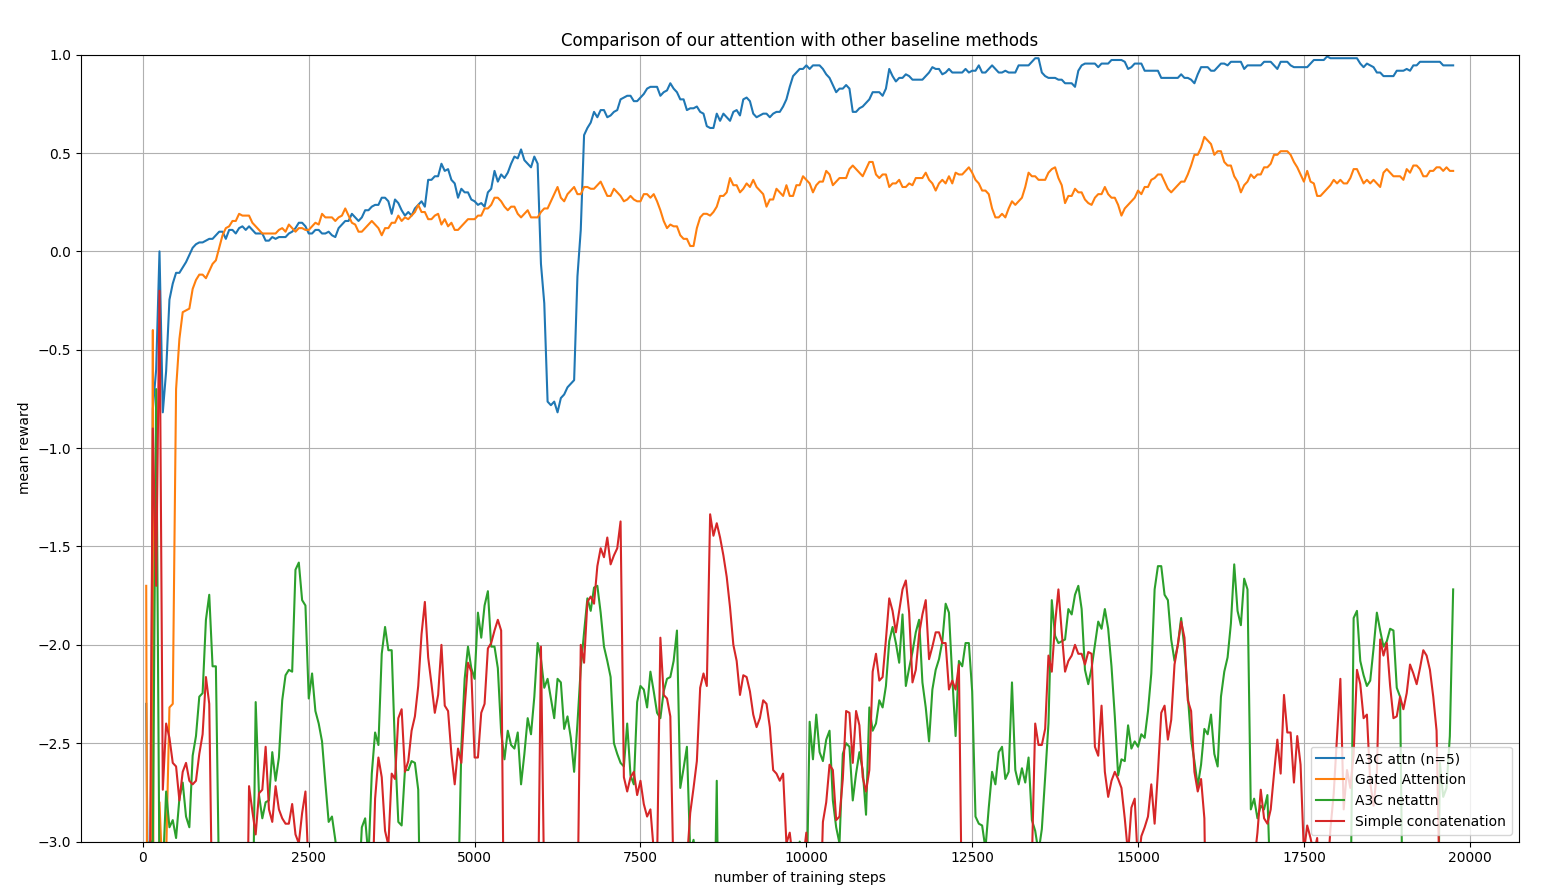 Comparison of our attention with other baseline methods
mean reward
1.0
0.5
0.0
−0.5
−1.0
−1.5
−2.0
−2.5
−3.0
0 2500 5000 7500 10000 12500 15000 17500 20000
number of training steps
A3C attn (n=5)
Gated Attention
A3C netattn
Simple concatenation